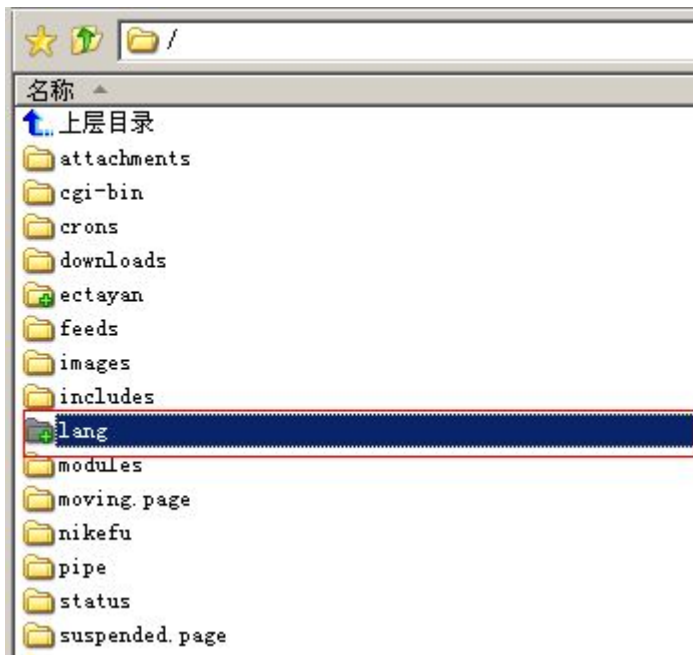 /
名称
上层目录
attachments
cgi-bin
crons
downloads
ectayan
feeds
images
includes
lang
modules
moving.page
nikefu
pipe
status
suspended.page